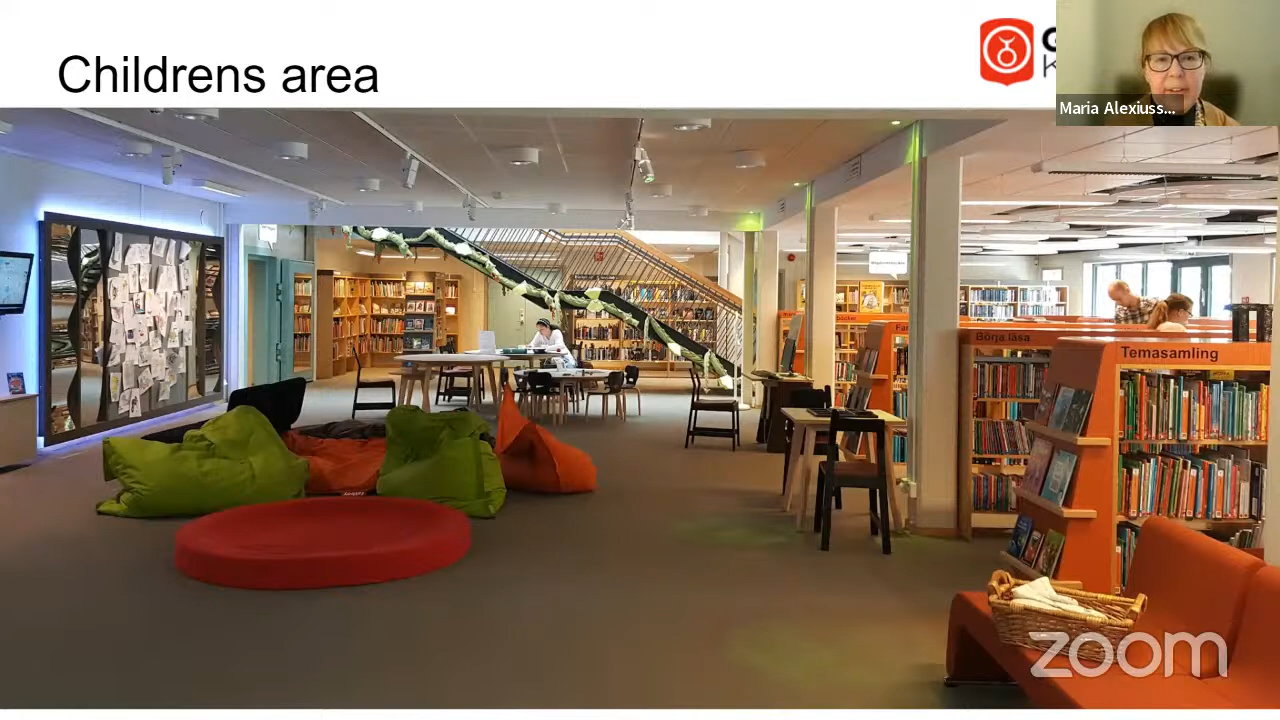 Childrens area
Maria Alexiuss...
Börja läsa
Temasamling
zoom